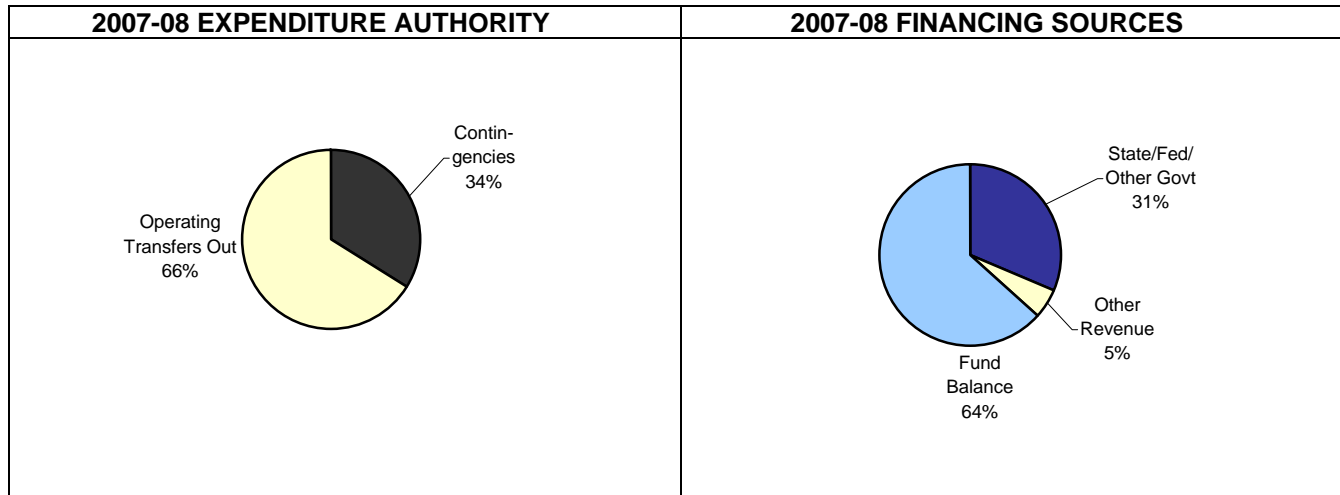 2007-08 EXPENDITURE AUTHORITY
Contin-
gencies
34%
Operating
Transfers Out
66%
2007-08 FINANCING SOURCES
State/Fed/
Other Govt
31%
Other
Revenue
5%
Fund
Balance
64%